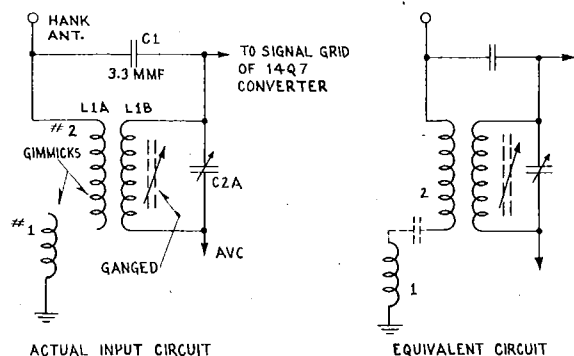 HANK
ANT.
C1
3.3 MMF
TO SIGNAL GRID
OF 14Q7
CONVERTER
L1A L1B
#2
GIMMICKS
C2A
#1
GANGED
AVC
ACTUAL INPUT CIRCUIT
2
1
EQUIVALENT CIRCUIT